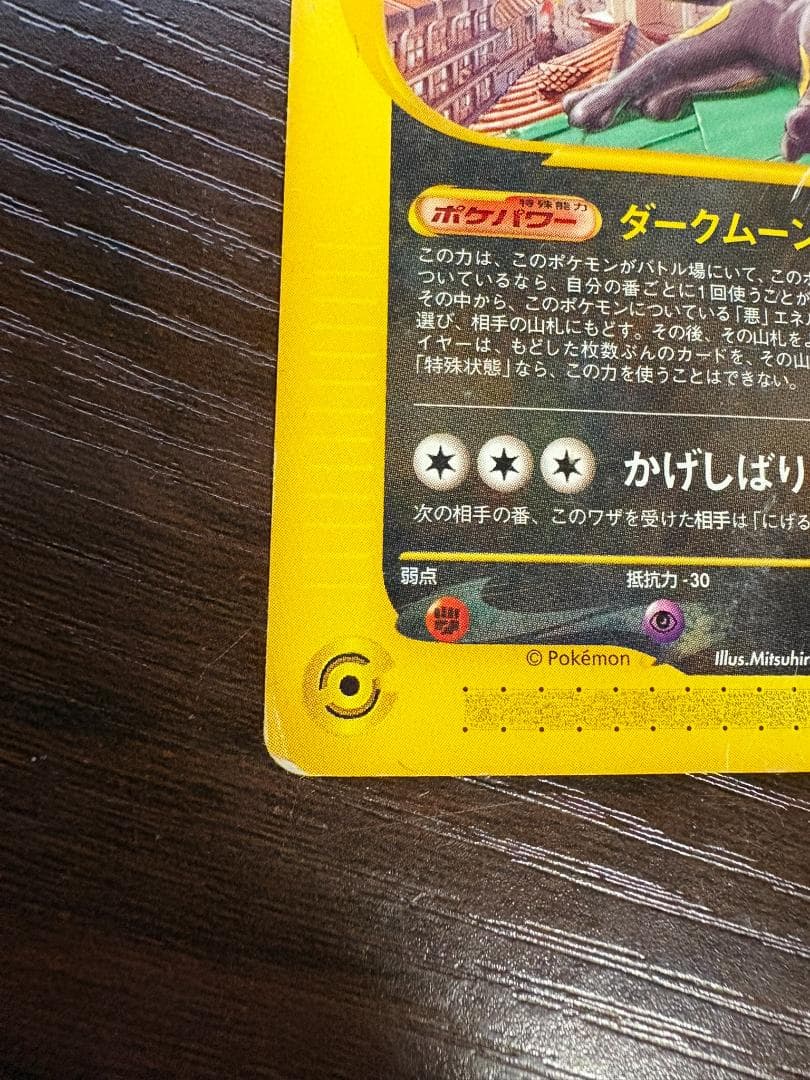 特殊能力
ポケパワー ダークムーン
この力は、このポケモンがバトル場にいて、この
ついているなら、自分の番ごとに1回使うことが
その中から、このポケモンについている「悪」エネル
選び、相手の山札にもどす。その後、その山札をよ
イヤーは、もどした枚数ぶんのカードを、その山
「特殊状態」なら、この力を使うことはできない。
かげしばり
次の相手の番、このワザを受けた相手は「にげる
弱点 抵抗力 -30
© Pokémon Illus.Mitsuhir